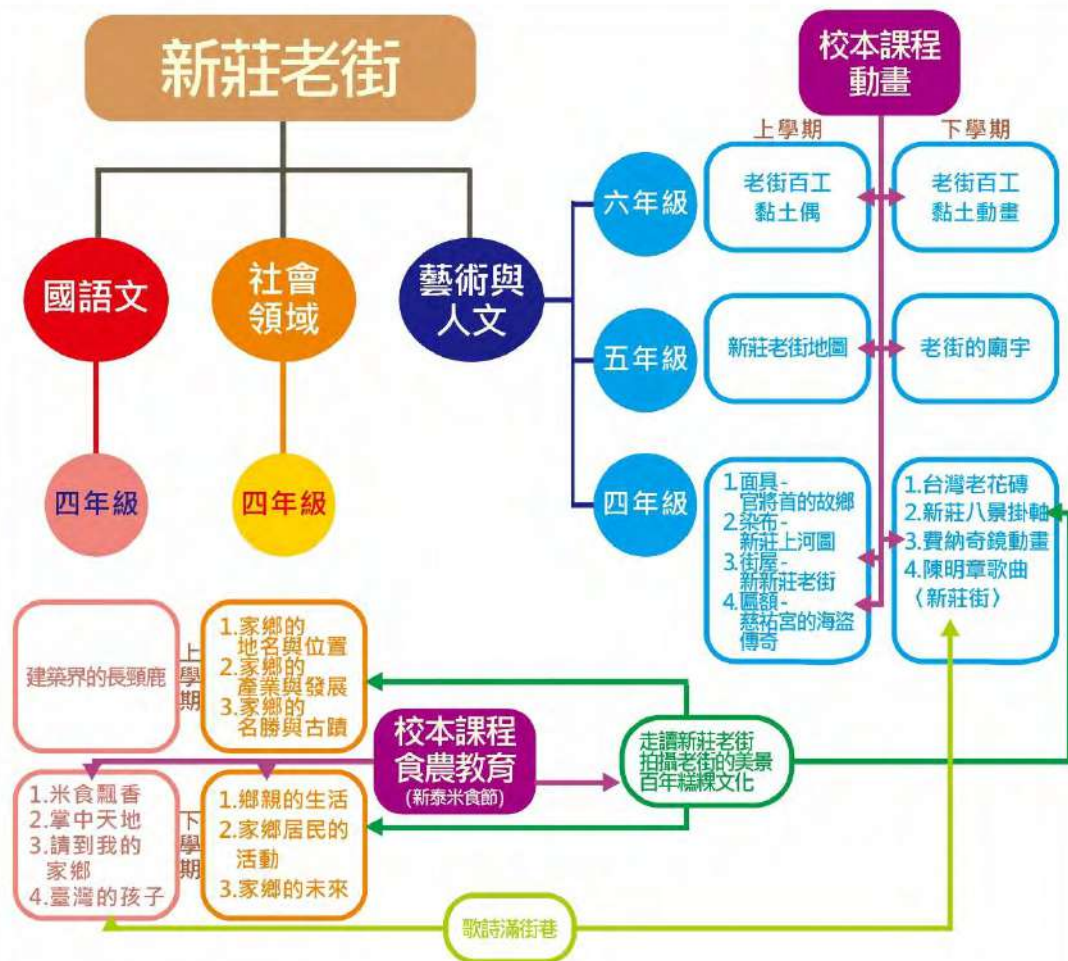 新莊老街
校本課程
動畫
上學期
下學期
國語文
社會
領域
藝術與
人文
六年級
老街百工
黏土偶
老街百工
黏土動畫
五年級
新莊老街地圖
老街的廟宇
四年級
四年級
四年級
1.面具-
官將首的故鄉
2.染布-
新莊上河圖
3.街屋-
新新莊老街
4.匾額-
慈祐宮的海盜
傳奇
1.台灣老花磚
2.新莊八景掛軸
3.費納奇鏡動畫
4.陳明章歌曲
〈新莊街〉
建築界的長頸鹿
上學期
1.家鄉的
地名與位置
2.家鄉的
產業與發展
3.家鄉的
名勝與古蹟
校本課程
食農教育
(新泰米食節)
走讀新莊老街
拍攝老街的美景
百年糕粿文化
1.米食飄香
2.掌中天地
3.請到我的
家鄉
4.臺灣的孩子
下學期
1.鄉親的生活
2.家鄉居民的
活動
3.家鄉的未來
歌詩滿街巷